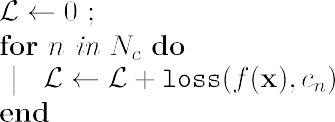 ℒ ← 0 ;
for n in N_c do
| ℒ ← ℒ + loss(f(x), c_n)
end